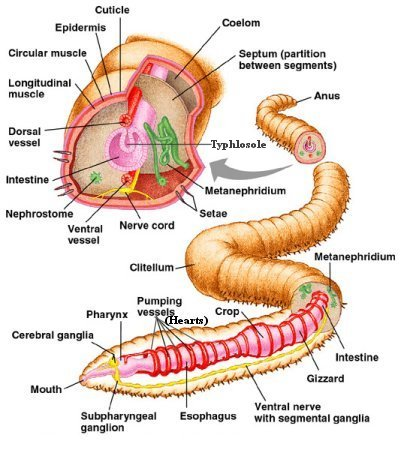 Cuticle
Epidermis
Circular muscle
Longitudinal
muscle
Dorsal
vessel
Intestine
Nephrostome
Ventral
vessel
Nerve cord
Coelom
Septum (partition
between segments)
Typhlosole
Metanephridium
Setae
Anus
Clitellum
Metanephridium
Pumping
vessels
(Hearts)
Crop
Pharynx
Cerebral ganglia
Mouth
Subpharyngeal
ganglion
Esophagus
Intestine
Gizzard
Ventral nerve
with segmental ganglia